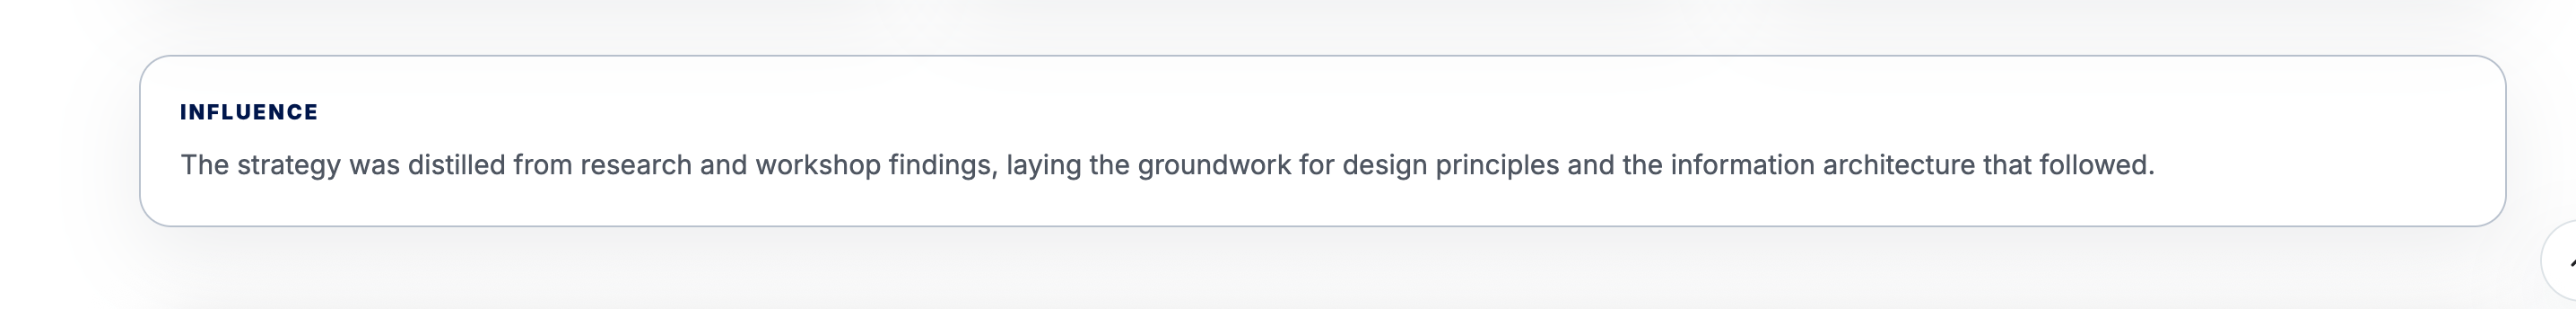 INFLUENCE
The strategy was distilled from research and workshop findings, laying the groundwork for design principles and the information architecture that followed.